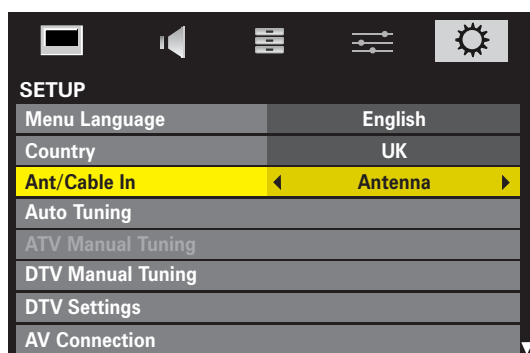 SETUP
Menu Language English
Country UK
Ant/Cable In Antenna
Auto Tuning
ATV Manual Tuning
DTV Manual Tuning
DTV Settings
AV Connection